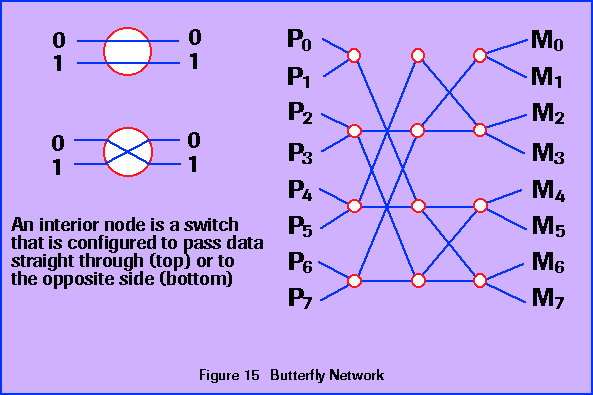 0 0
1 1
0 0
1 1
An interior node is a switch
that is configured to pass data
straight through (top) or to
the opposite side (bottom)
P0 M0
P1 M1
P2 M2
P3 M3
P4 M4
P5 M5
P6 M6
P7 M7
Figure 15 Butterfly Network